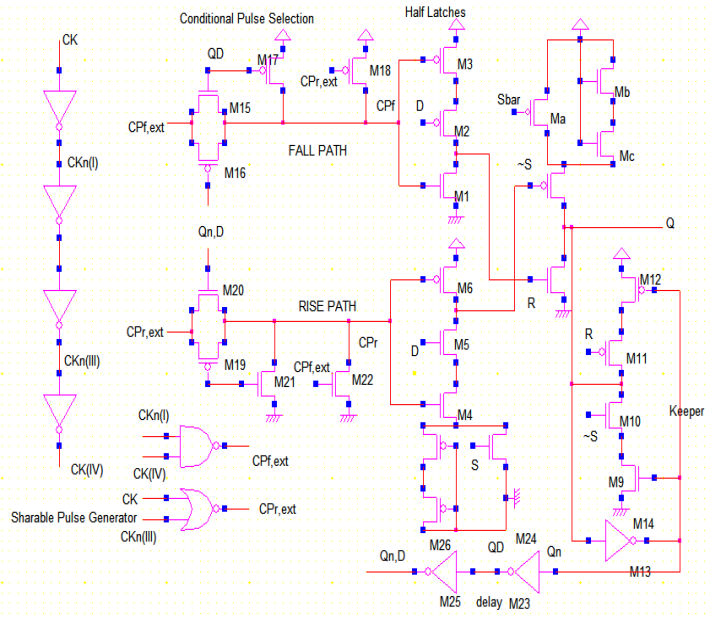 Conditional Pulse Selection
Half Latches
CK
QD
M17
M18
CPr,ext
M3
CPf
M15
D
M2
Sbar
Ma
Mb
Mc
CPf,ext
FALL PATH
M16
M1
CKn(I)
~S
Q
Qn,D
M20
RISE PATH
M6
M12
CPr,ext
CPr
R
R
M19
M21
CPf,ext
M22
D
M5
M11
CKn(III)
M4
M10
~S
Keeper
CKn(I)
CPf,ext
S
M9
CK(IV)
CK(IV)
CK
CPr,ext
Sharable Pulse Generator
CKn(III)
M14
Qn,D
M26
QD
M24
Qn
M13
M25
delay
M23